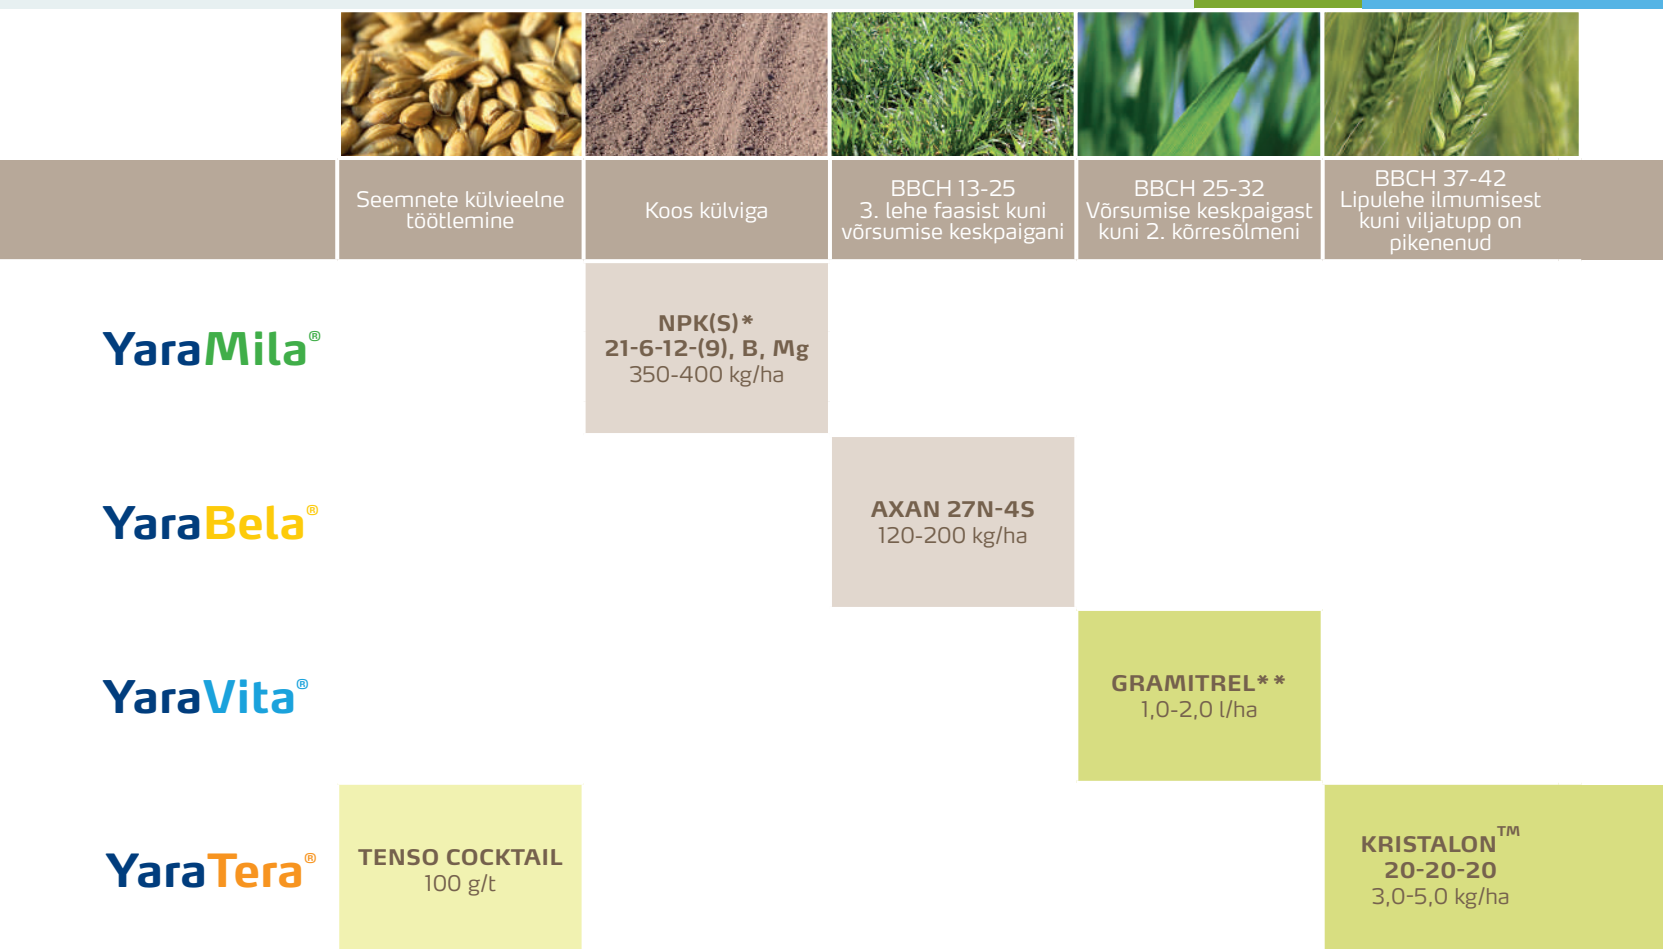 Seemnete külvieelne
töötlemine
Koos külviga
BBCH 13-25
3. lehe faasist kuni
võrsumise keskpaigani
BBCH 25-32
Võrsumise keskpaigast
kuni 2. kõrresõlmeni
BBCH 37-42
Lipulehe ilmumisest
kuni viljatupp on
pikenenud
YaraMila®
NPK(S)*
21-6-12-(9), B, Mg
350-400 kg/ha
YaraBela®
AXAN 27N-4S
120-200 kg/ha
YaraVita®
GRAMITREL**
1,0-2,0 l/ha
YaraTera®
TENSO COCKTAIL
100 g/t
KRISTALON™
20-20-20
3,0-5,0 kg/ha